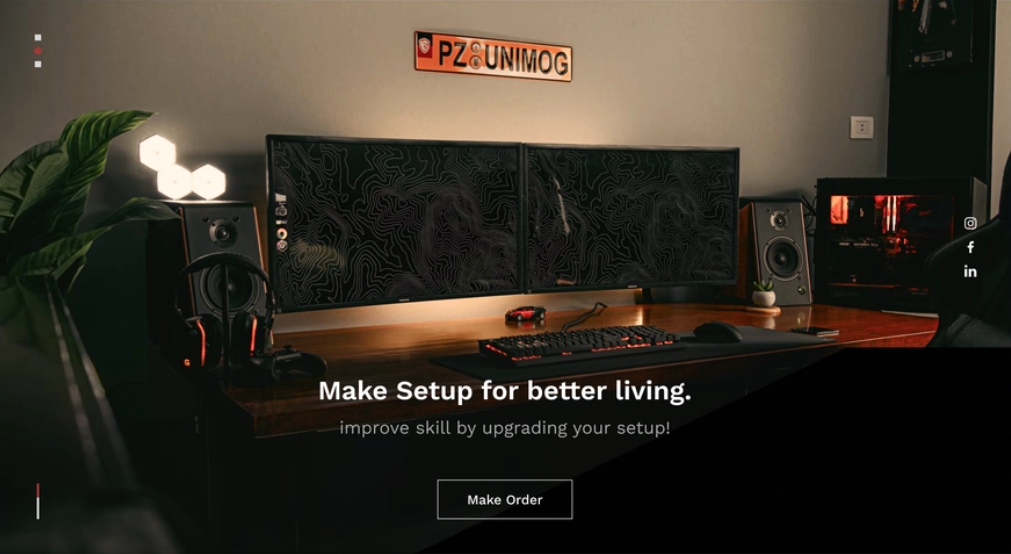 PZ UNIMOG
Make Setup for better living.
improve skill by upgrading your setup!
Make Order